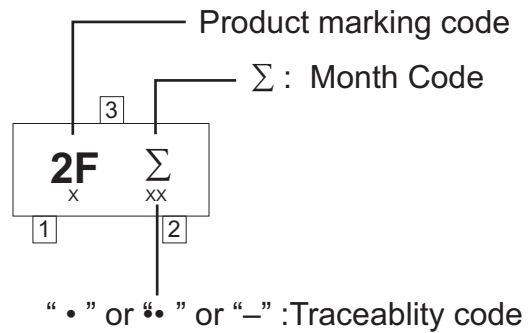 Product marking code
∑ : Month Code
3
2F ∑
X XX
1 2
“ • ” or “•• ” or “–” :Traceablity code